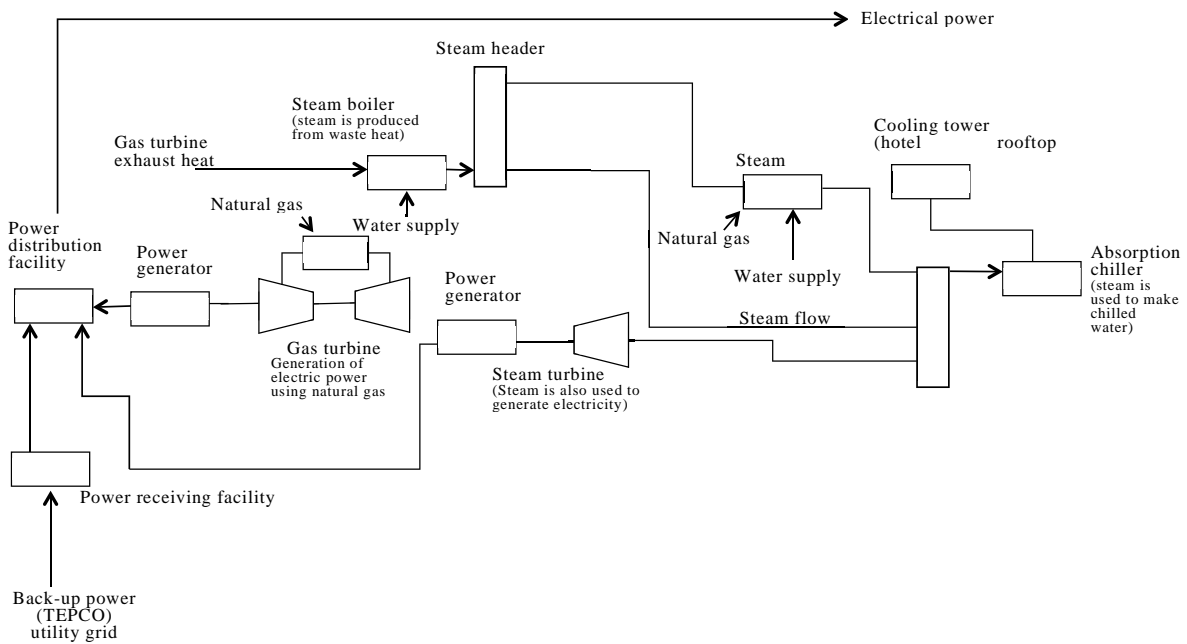 Electrical power
Steam header
Steam boiler
(steam is produced
from waste heat)
Gas turbine
exhaust heat
Cooling tower
(hotel rooftop
Steam
Natural gas
Water supply
Natural gas
Water supply
Power
distribution
facility
Power
generator
Power
generator
Absorption
chiller
(steam is
used to make
chilled
water)
Steam flow
Gas turbine
Generation of
electric power
using natural gas
Steam turbine
(Steam is also used to
generate electricity)
Power receiving facility
Back-up power
(TEPCO)
utility grid